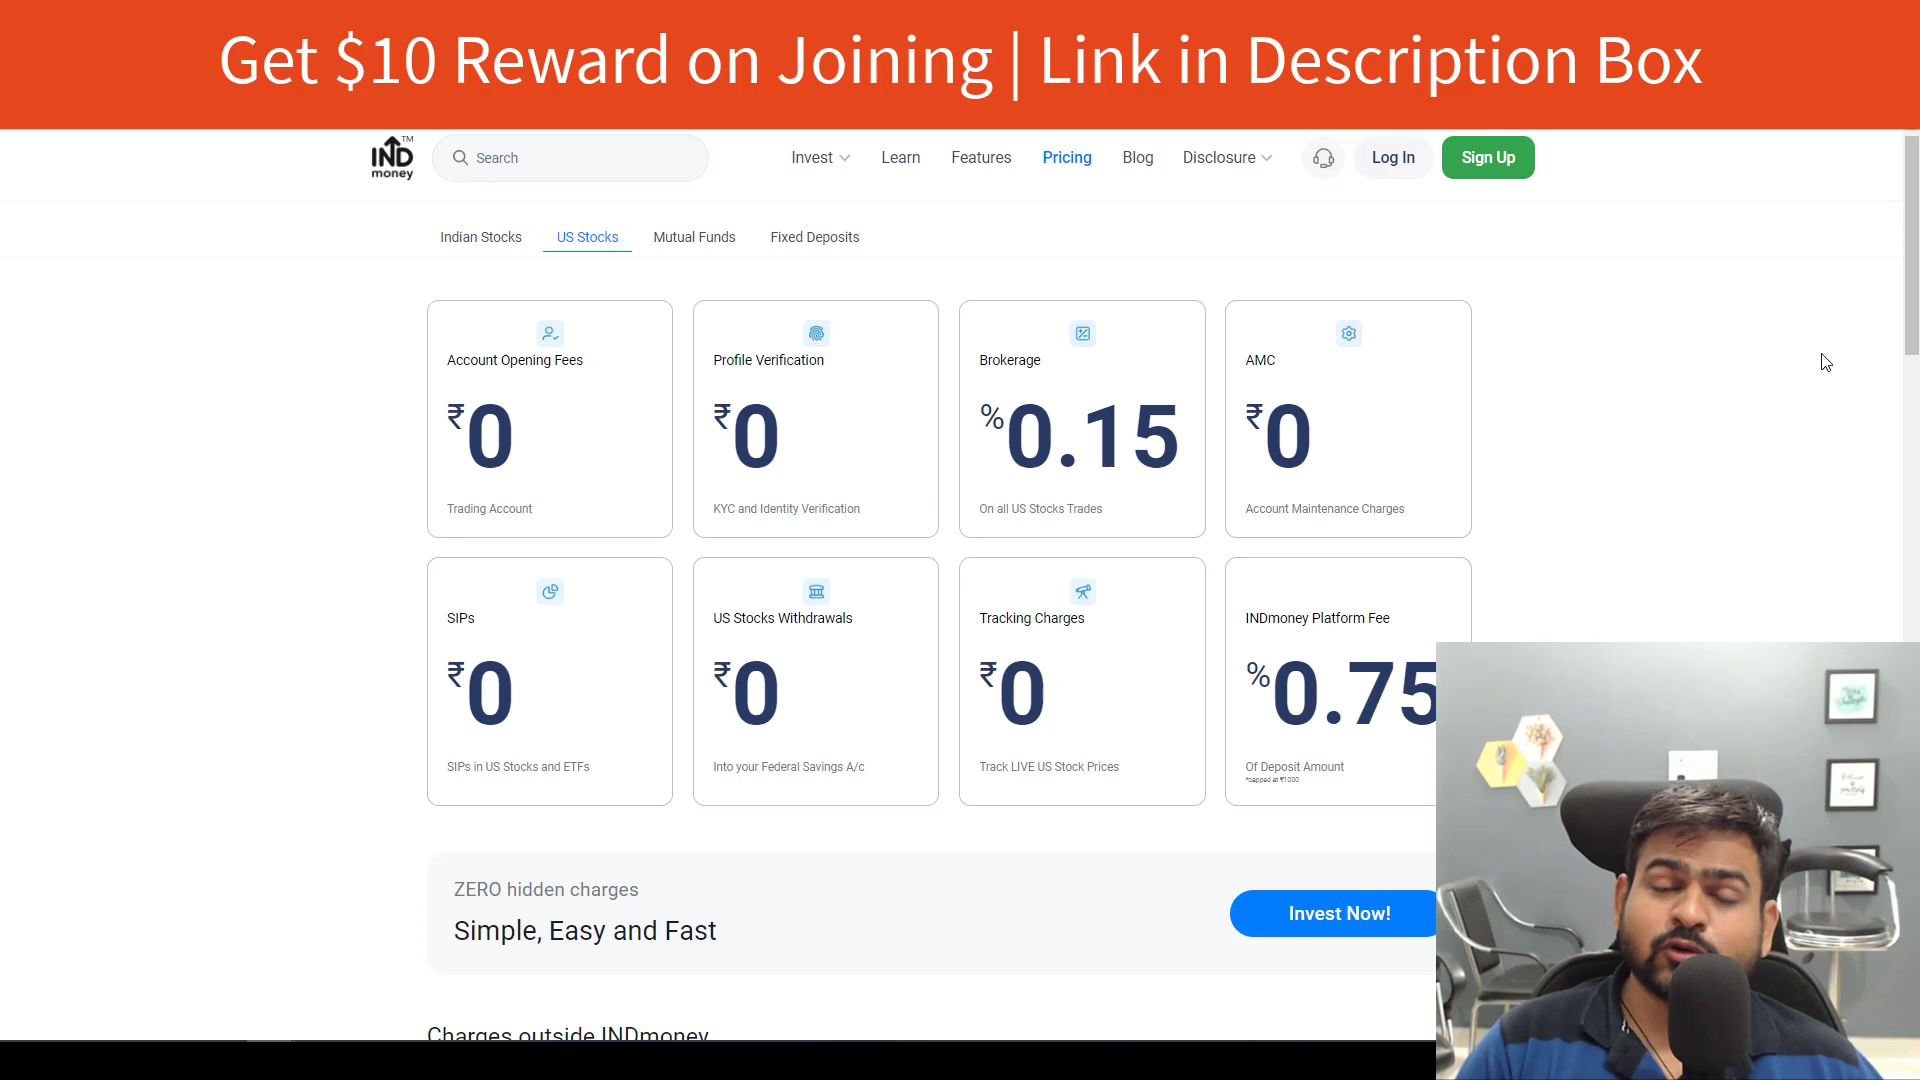 Get $10 Reward on Joining | Link in Description Box
IND money TM
Search
Invest
Learn
Features
Pricing
Blog
Disclosure
Log In
Sign Up
Indian Stocks
US Stocks
Mutual Funds
Fixed Deposits
Account Opening Fees
₹0
Trading Account
Profile Verification
₹0
KYC and Identity Verification
Brokerage
%0.15
On all US Stocks Trades
AMC
₹0
Account Maintenance Charges
SIPs
₹0
SIPs in US Stocks and ETFs
US Stocks Withdrawals
₹0
Into your Federal Savings A/c
Tracking Charges
₹0
Track LIVE US Stock Prices
INDmoney Platform Fee
%0.75
Of Deposit Amount
*capped at ₹1000
ZERO hidden charges
Simple, Easy and Fast
Invest Now!
Charges outside INDmoney